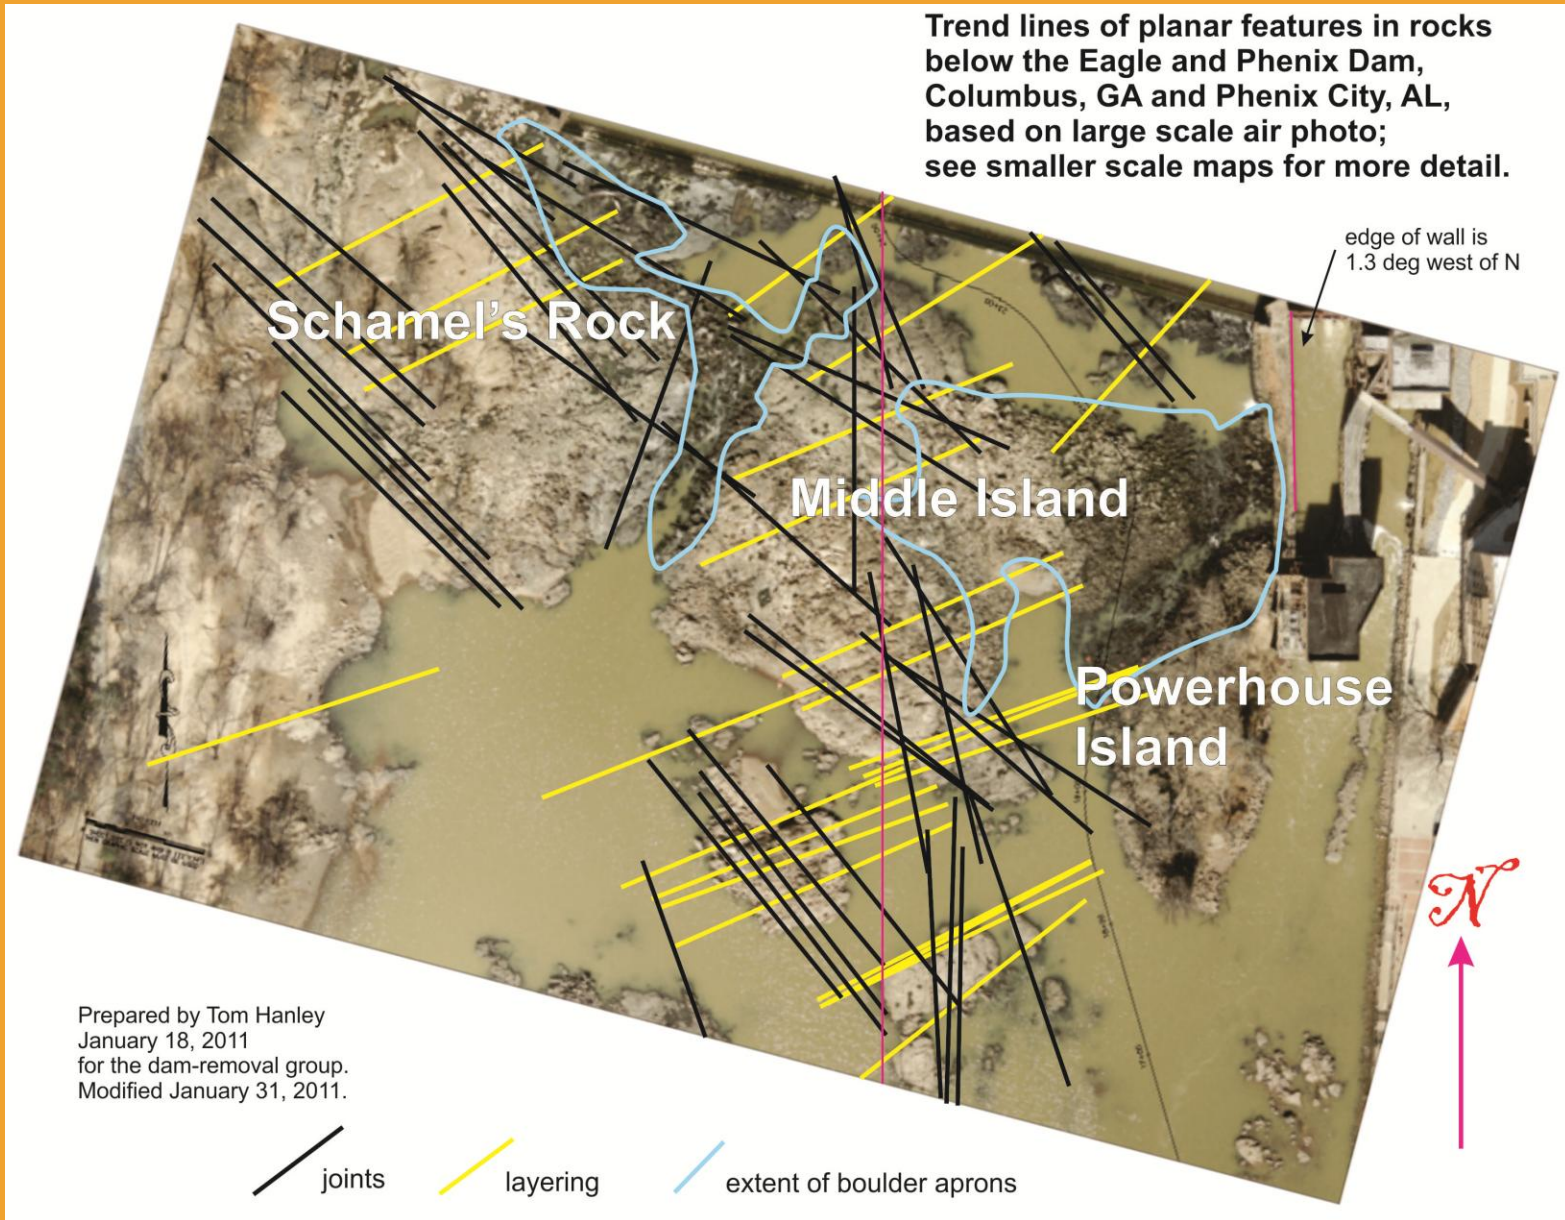 Trend lines of planar features in rocks
below the Eagle and Phenix Dam,
Columbus, GA and Phenix City, AL,
based on large scale air photo;
see smaller scale maps for more detail.
edge of wall is
1.3 deg west of N
Schamel's Rock
Middle Island
Powerhouse
Island
23+00
N
Prepared by Tom Hanley
January 18, 2011
for the dam-removal group.
Modified January 31, 2011.
joints
layering
extent of boulder aprons